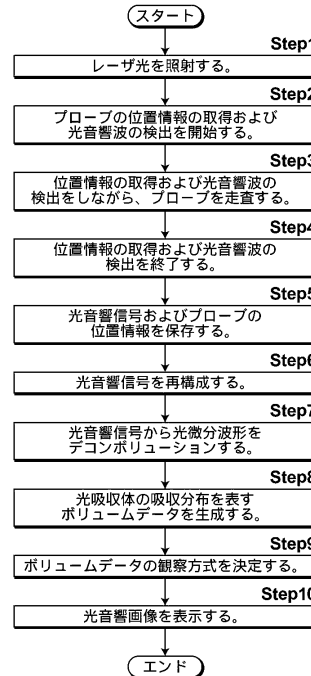 スタート
Step1
レーザ光を照射する。
Step2
プローブの位置情報の取得および
光音響波の検出を開始する。
Step3
位置情報の取得および光音響波の
検出をしながら、プローブを走査する。
Step4
位置情報の取得および光音響波の
検出を終了する。
Step5
光音響信号およびプローブの
位置情報を保存する。
Step6
光音響信号を再構成する。
Step7
光音響信号から光微分波形を
デコンボリューションする。
Step8
光吸収体の吸収分布を表す
ボリュームデータを生成する。
Step9
ボリュームデータの観察方式を決定する。
Step10
光音響画像を表示する。
エンド